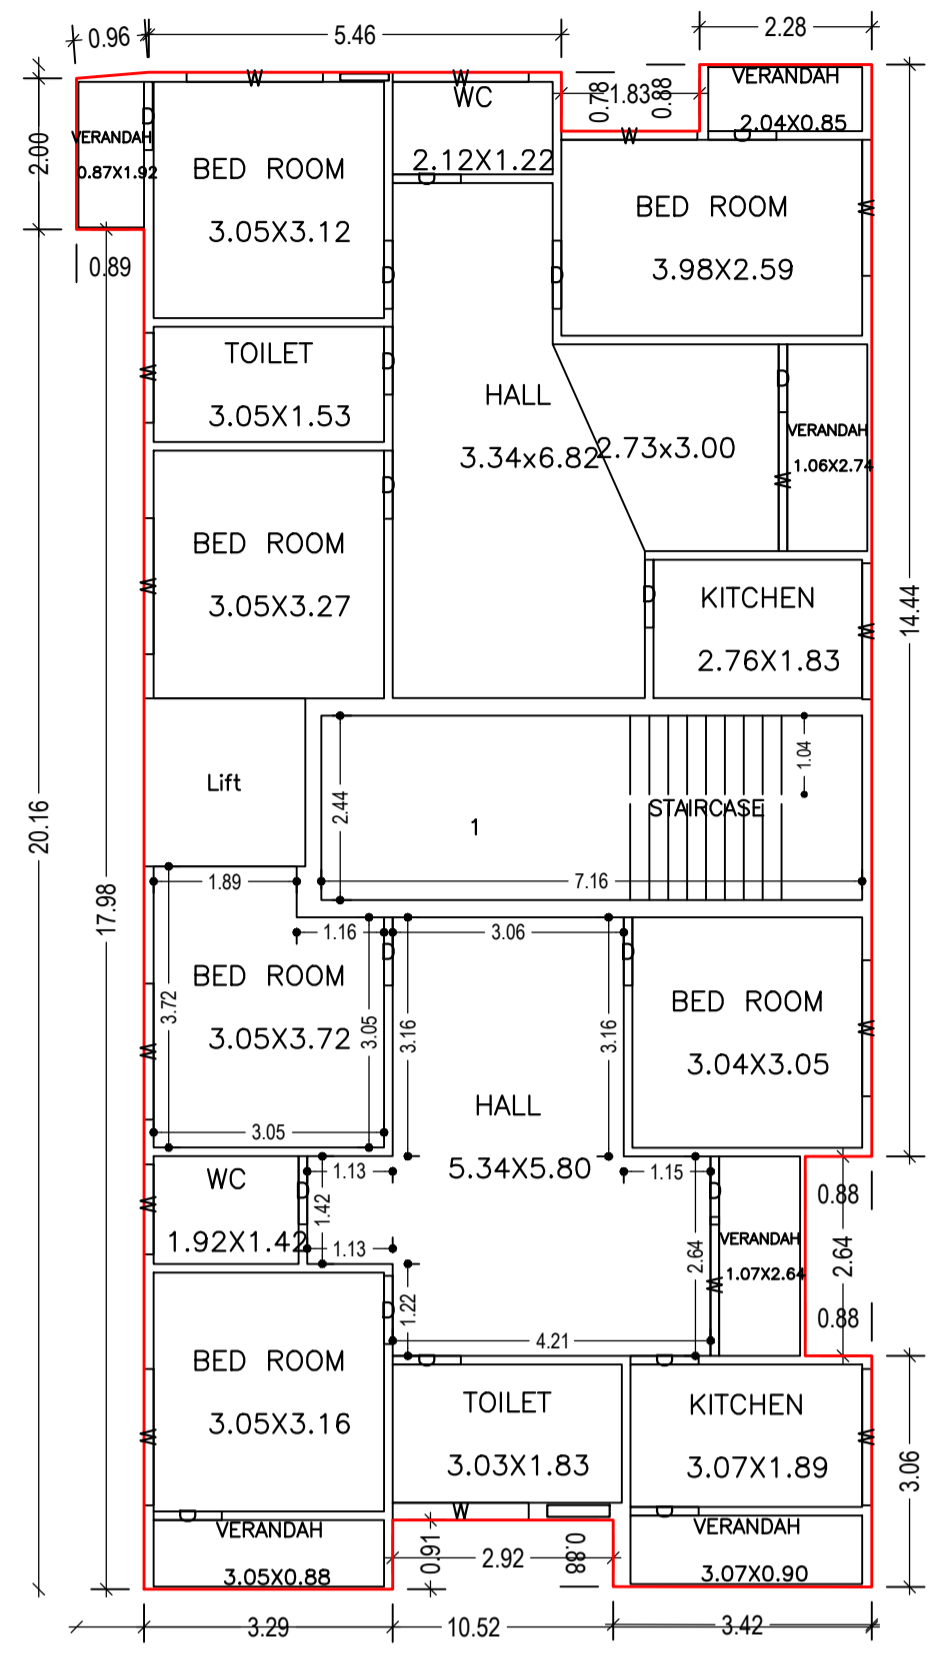 0.96
5.46
2.28
2.00
VERANDAH
0.87X1.92
0.89
W
W
WC
2.12X1.22
0.78
1.83
0.88
W
VERANDAH
2.04X0.85
D
D
BED ROOM
3.05X3.12
D
D
D
BED ROOM
3.98X2.59
W
TOILET
3.05X1.53
W
D
HALL
3.34x6.82
2.73x3.00
D
VERANDAH
1.06X2.74
W
BED ROOM
3.05X3.27
W
D
D
KITCHEN
2.76X1.83
W
14.44
20.16
17.98
Lift
2.44
1
STAIRCASE
1.04
7.16
1.89
1.16
3.06
BED ROOM
3.05X3.72
3.72
3.05
3.05
W
D
3.16
3.16
D
BED ROOM
3.04X3.05
W
HALL
5.34X5.80
WC
1.92X1.42
W
D
1.13
1.42
1.13
1.22
1.15
2.64
4.21
D
W
VERANDAH
1.07X2.64
0.88
2.64
0.88
BED ROOM
3.05X3.16
W
D
D
TOILET
3.03X1.83
W
D
KITCHEN
3.07X1.89
W
3.06
D
VERANDAH
3.05X0.88
0.91
2.92
0.88
D
VERANDAH
3.07X0.90
3.29
10.52
3.42